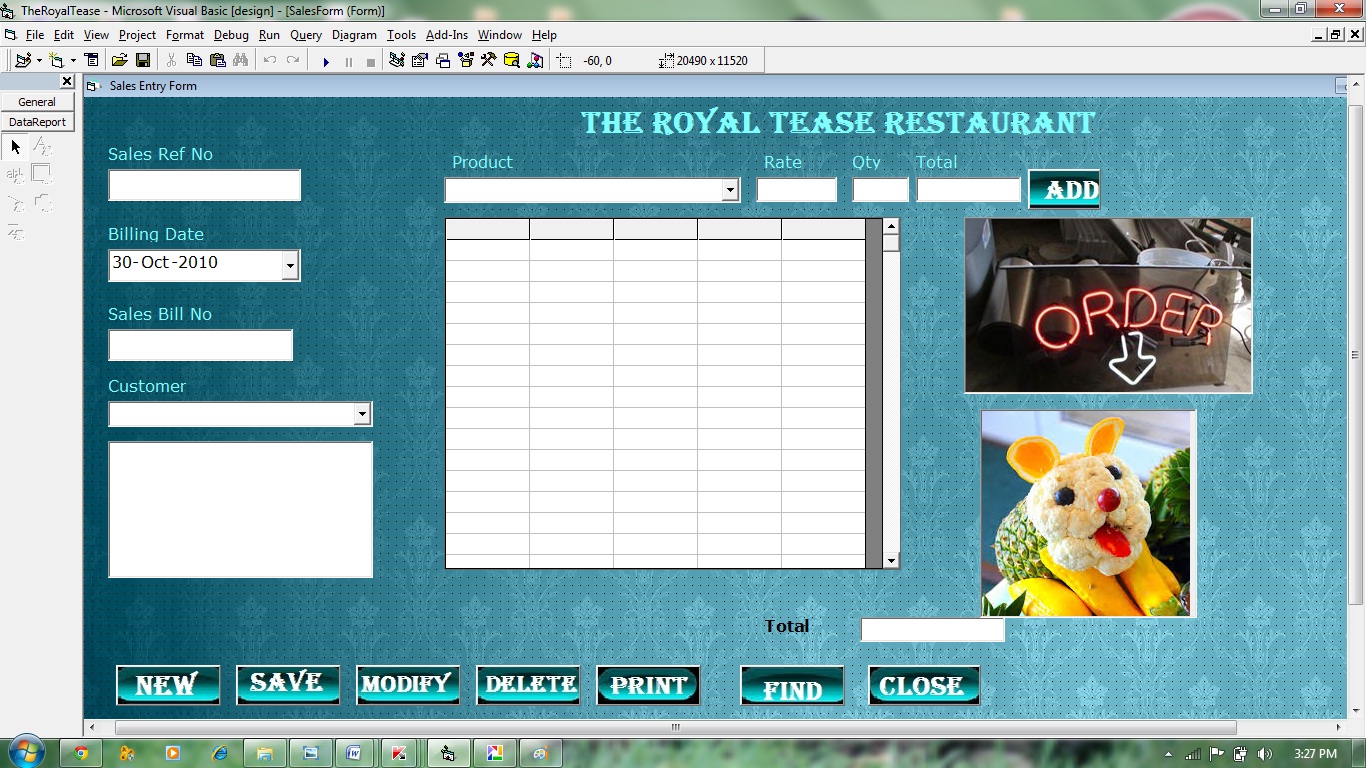 TheRoyalTease - Microsoft Visual Basic [design] - [SalesForm (Form)]
File Edit View Project Format Debug Run Query Diagram Tools Add-Ins Window Help
-60, 0 20490 x 11520
General
DataReport
Sales Entry Form
THE ROYAL TEASE RESTAURANT
Sales Ref No
Product Rate Qty Total
ADD
Billing Date
30-Oct-2010
Sales Bill No
Customer
ORDER
Total
NEW SAVE MODIFY DELETE PRINT FIND CLOSE
3:27 PM